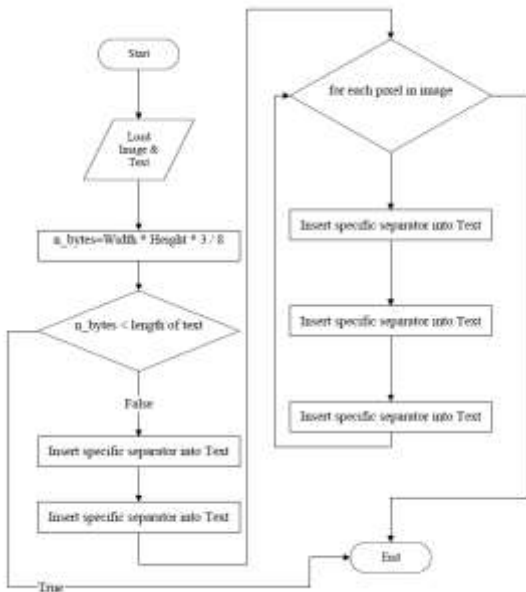 Start
Load
Image &
Text
n_bytes=Width * Height * 3 / 8
n_bytes < length of text
False
Insert specific separator into Text
Insert specific separator into Text
True
for each pixel in image
Insert specific separator into Text
Insert specific separator into Text
Insert specific separator into Text
End